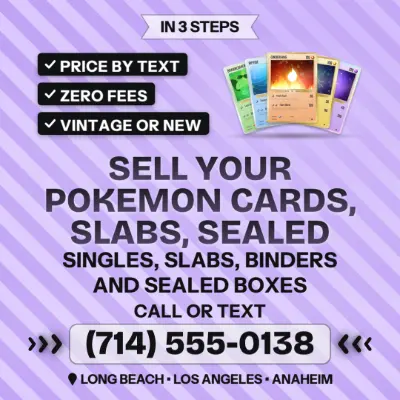 IN 3 STEPS
✓ PRICE BY TEXT
✓ ZERO FEES
✓ VINTAGE OR NEW
SELL YOUR
POKEMON CARDS,
SLABS, SEALED
SINGLES, SLABS, BINDERS
AND SEALED BOXES
CALL OR TEXT
››› (714) 555-0138 ‹‹‹
LONG BEACH • LOS ANGELES • ANAHEIM